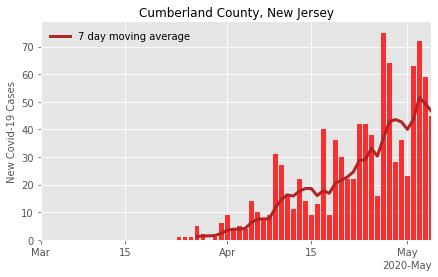 Cumberland County, New Jersey
7 day moving average
New Covid-19 Cases
70
60
50
40
30
20
10
0
Mar
15
Apr
15
May
2020-May